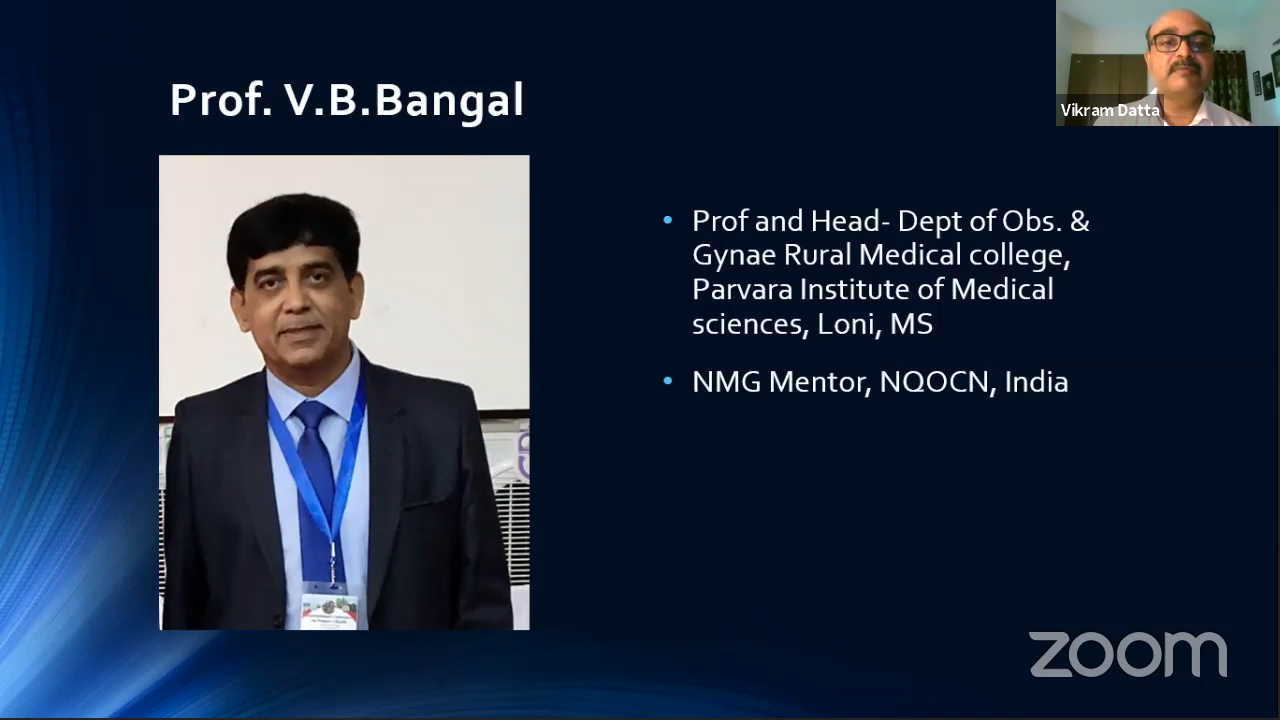 Prof. V.B.Bangal
Vikram Datta
• Prof and Head- Dept of Obs. &
Gynae Rural Medical college,
Parvara Institute of Medical
sciences, Loni, MS
• NMG Mentor, NQOCN, India
zoom